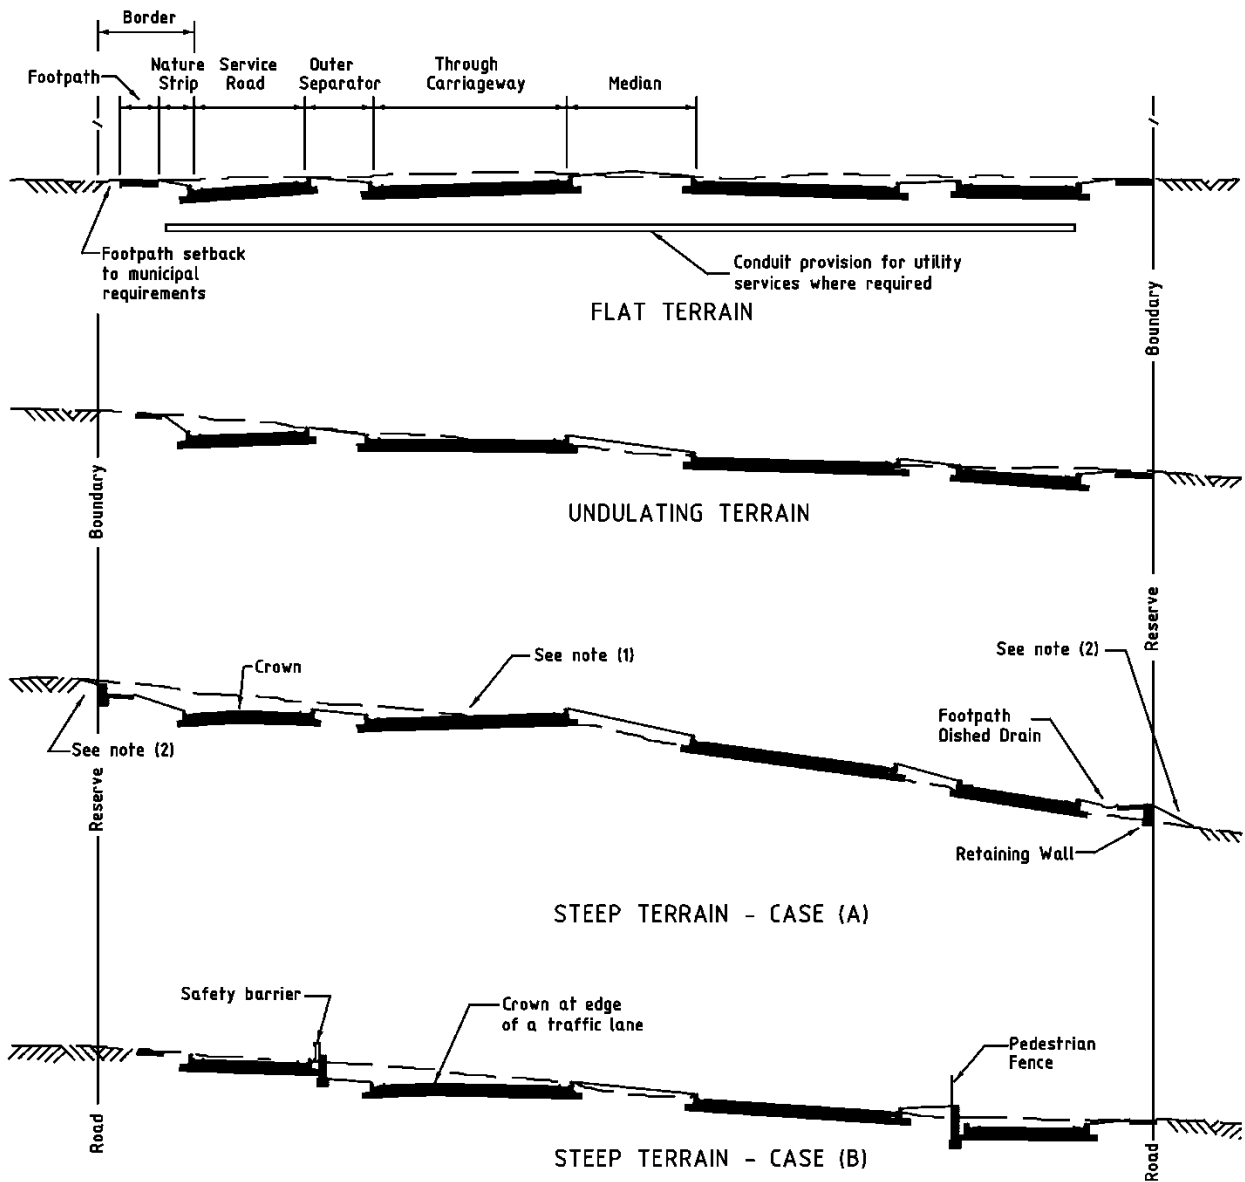 Border
Footpath
Nature
Strip
Service
Road
Outer
Separator
Through
Carriageway
Median
Footpath setback
to municipal
requirements
Conduit provision for utility
services where required
FLAT TERRAIN
Boundary
Boundary
UNDULATING TERRAIN
Reserve
See note (1)
See note (2)
Crown
Footpath
Dished Drain
See note (2)
Reserve
Retaining Wall
STEEP TERRAIN - CASE (A)
Safety barrier
Crown at edge
of a traffic lane
Pedestrian
Fence
Road
Road
STEEP TERRAIN - CASE (B)